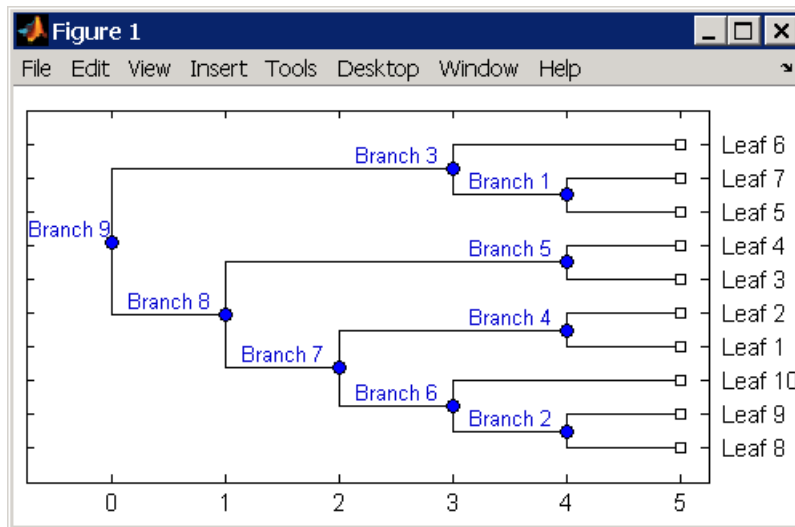 Figure 1
File Edit View Insert Tools Desktop Window Help
Leaf 6
Branch 3
Leaf 7
Branch 1
Leaf 5
Branch 9
Leaf 4
Branch 5
Leaf 3
Branch 8
Leaf 2
Branch 4
Leaf 1
Branch 7
Leaf 10
Branch 6
Leaf 9
Branch 2
Leaf 8
0 1 2 3 4 5